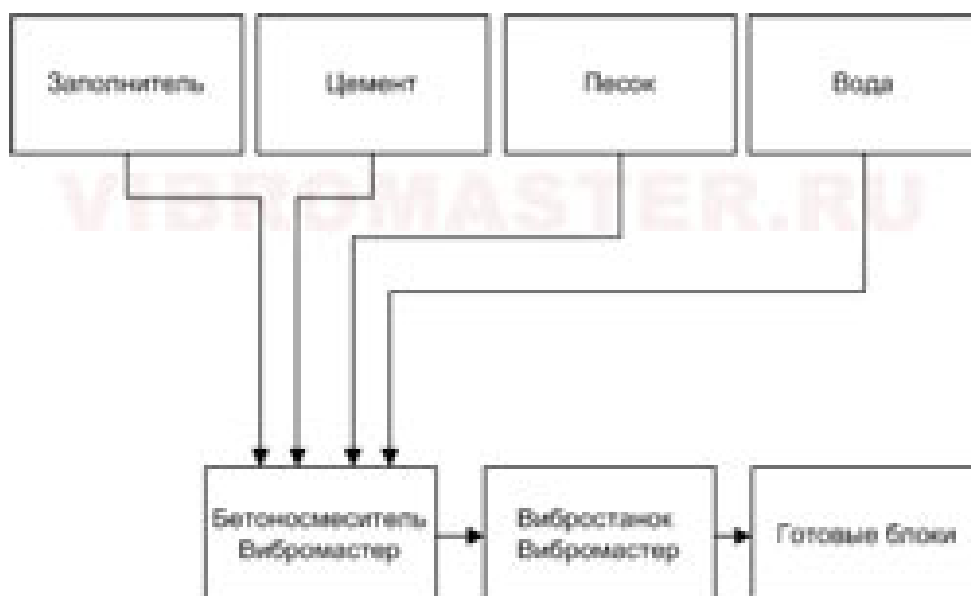 Заполнитель
Цемент
Песок
Вода
VIBROMASTER.RU
Бетоносмеситель
Вибромастер
Вибростанок
Вибромастер
Готовые блоки